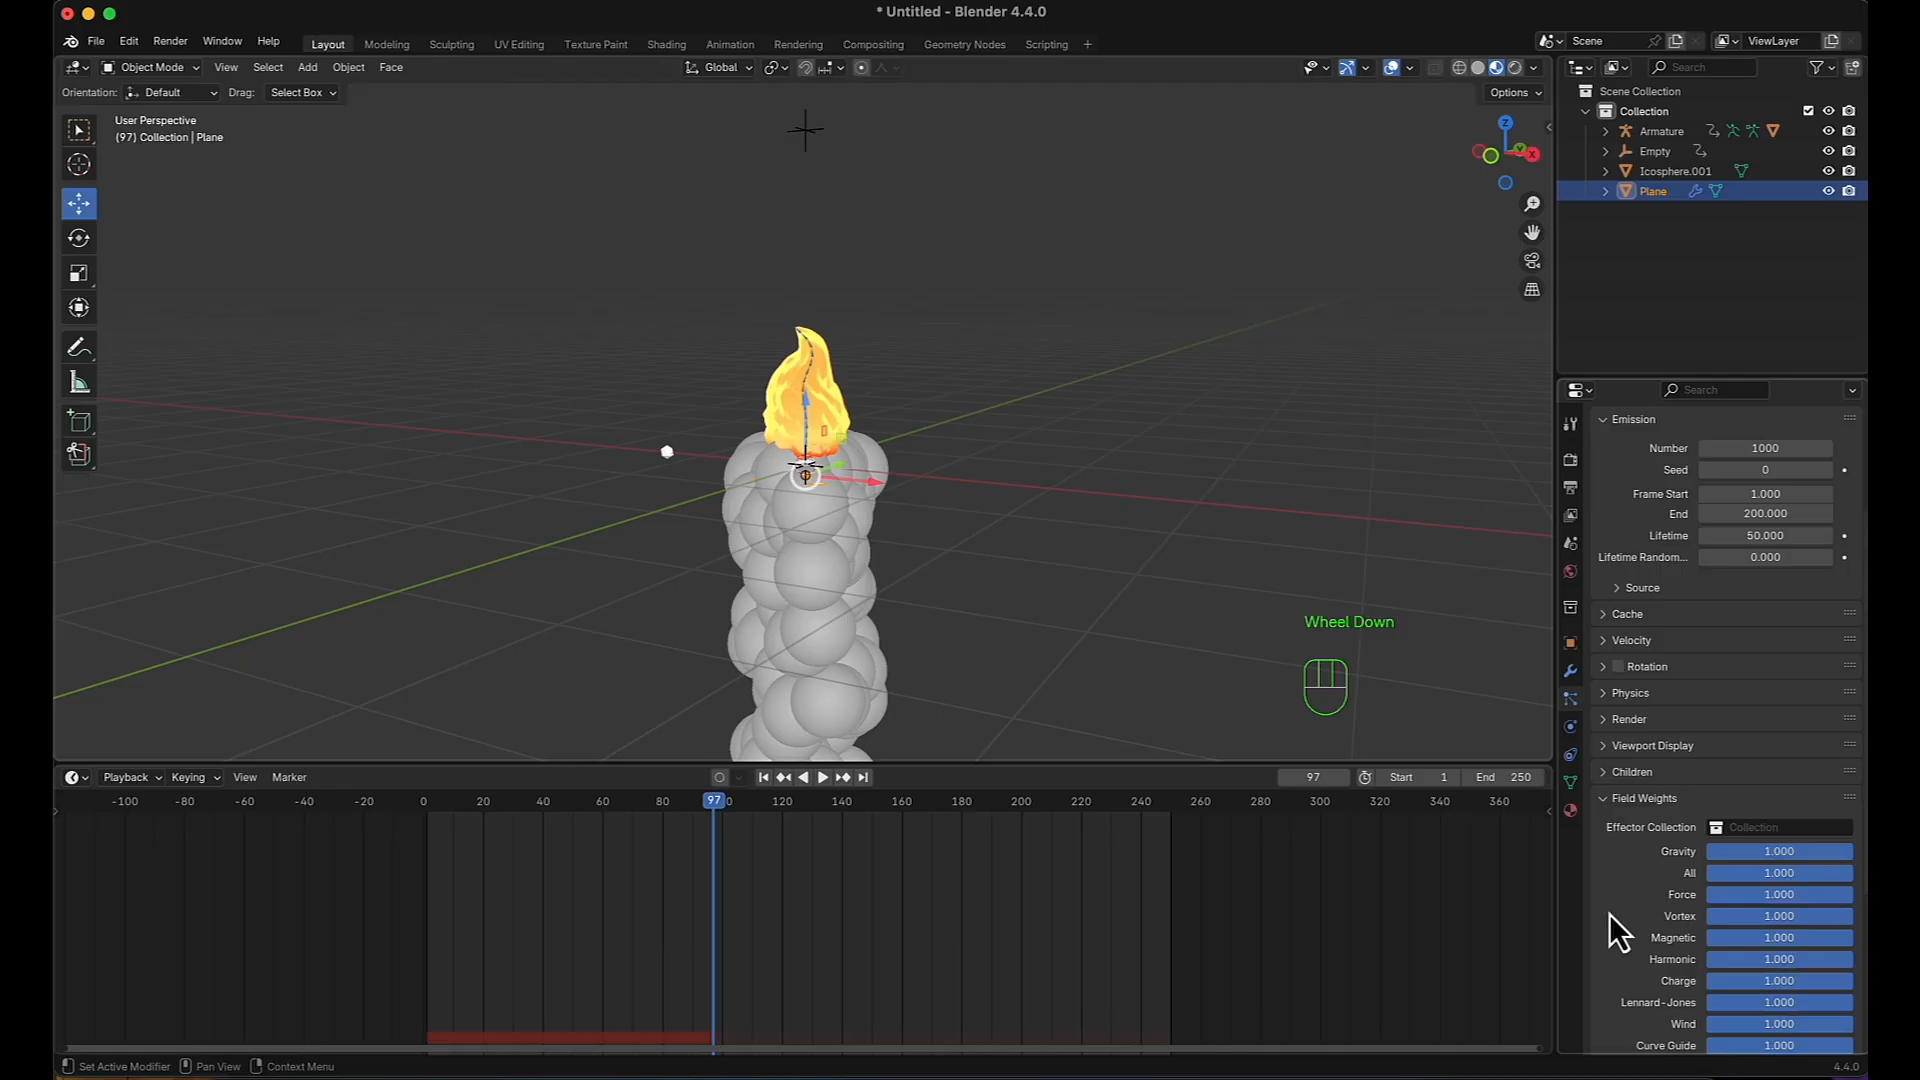 * Untitled - Blender 4.4.0
File Edit Render Window Help Layout Modeling Sculpting UV Editing Texture Paint Shading Animation Rendering Compositing Geometry Nodes Scripting + Scene ViewLayer
Object Mode View Select Add Object Face Global Search
Orientation: Default Drag: Select Box Options
Scene Collection
User Perspective
(97) Collection | Plane
Collection
Armature
Empty
Icosphere.001
Plane
Z
Y
X
Search
Emission
Number 1000
Seed 0
Frame Start 1.000
End 200.000
Lifetime 50.000
Lifetime Random... 0.000
Source
Cache
Velocity
Rotation
Physics
Render
Viewport Display
Children
Field Weights
Effector Collection Collection
Gravity 1.000
All 1.000
Force 1.000
Vortex 1.000
Magnetic 1.000
Harmonic 1.000
Charge 1.000
Lennard-Jones 1.000
Wind 1.000
Curve Guide 1.000
Wheel Down
Playback Keying View Marker 97 Start 1 End 250
-100 -80 -60 -40 -20 0 20 40 60 80 97 0 120 140 160 180 200 220 240 260 280 300 320 340 360
Set Active Modifier Pan View Context Menu 4.4.0